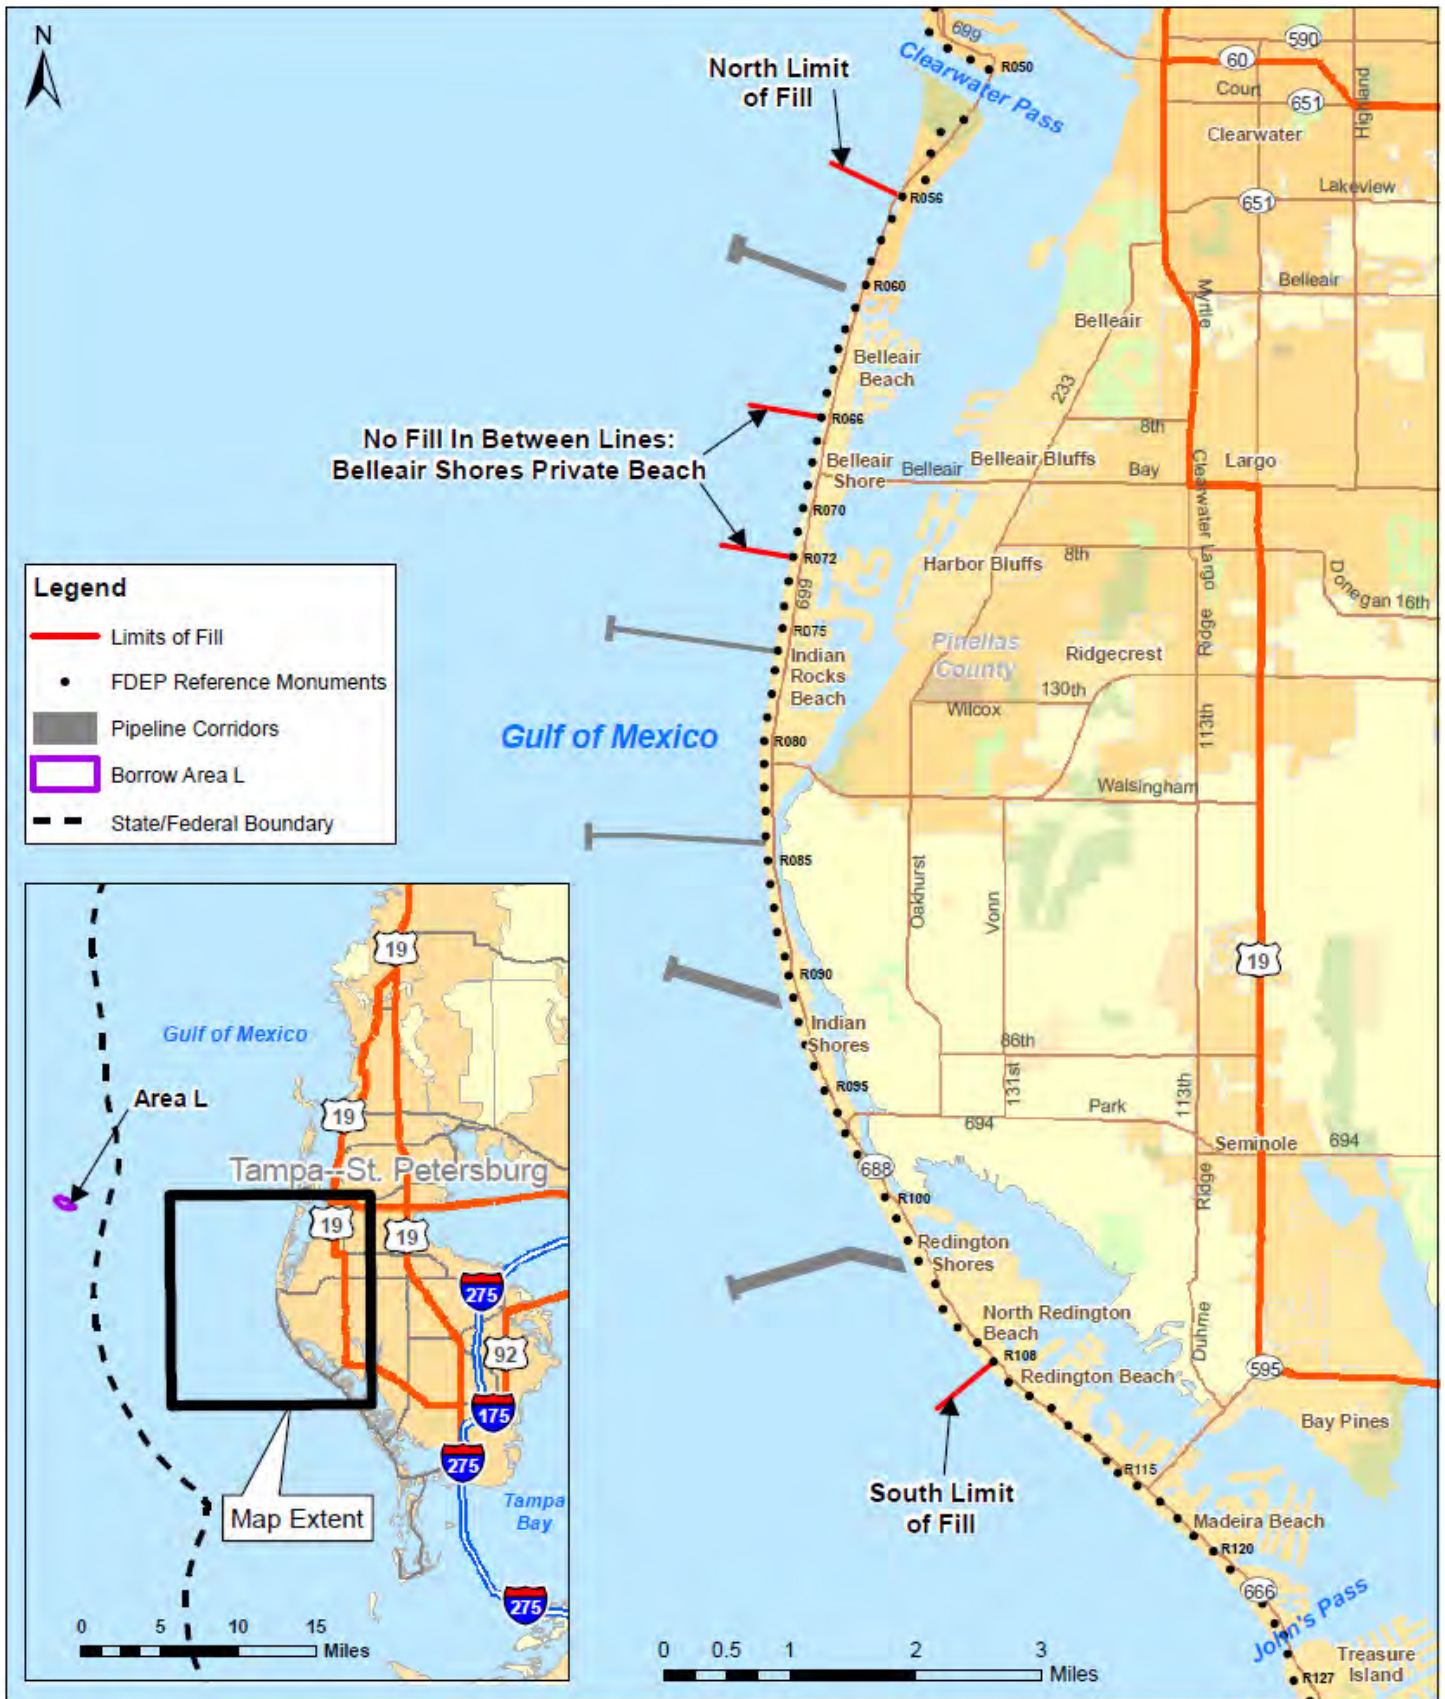 N
699
Clearwater Pass
R050
North Limit
of Fill
590
60
Court
651
Highland
Clearwater
Lakeview
R056
651
R060
Belleair
Myrtle
Belleair
Belleair
Beach
233
R066
8th
No Fill In Between Lines:
Belleair Shores Private Beach
Belleair
Shore
Belleair
Belleair Bluffs
Bay
Largo
Clearwater Largo
R070
R072
Harbor Bluffs
8th
Donegan 16th
699
R075
Indian
Rocks
Beach
Pinellas
County
Ridgecrest
Ridge
130th
Wilcox
113th
Gulf of Mexico
R080
Walsingham
R085
Oakhurst
Vonn
19
R090
Indian
Shores
86th
R095
131st
Park
113th
694
Seminole
694
688
R100
Ridge
Redington
Shores
North Redington
Beach
R108
Duhme
595
Redington Beach
Bay Pines
R115
South Limit
of Fill
Madeira Beach
R120
666
John's Pass
Treasure
Island
R127
0 0.5 1 2 3
Miles
Legend
Limits of Fill
FDEP Reference Monuments
Pipeline Corridors
Borrow Area L
State/Federal Boundary
19
Gulf of Mexico
Area L
19
Tampa--St. Petersburg
19
19
275
92
175
275
Map Extent
Tampa
Bay
275
0 5 10 15
Miles